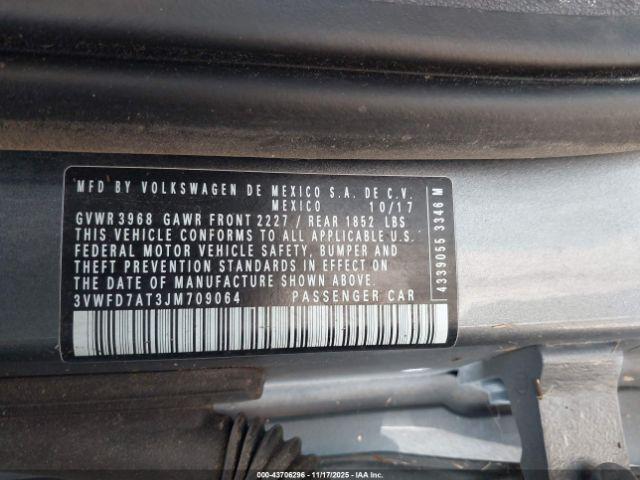 MFD BY VOLKSWAGEN DE MEXICO S.A. DE C.V.
MEXICO 10/17
GVWR 3968 GAWR FRONT 2227 / REAR 1852 LBS
THIS VEHICLE CONFORMS TO ALL APPLICABLE U.S.
FEDERAL MOTOR VEHICLE SAFETY, BUMPER AND
THEFT PREVENTION STANDARDS IN EFFECT ON
THE DATE OF MANUFACTURE SHOWN ABOVE.
3VWFD7AT3JM709064 PASSENGER CAR
4339055 3346 M
000-43706296 - 11/17/2025 - IAA Inc.